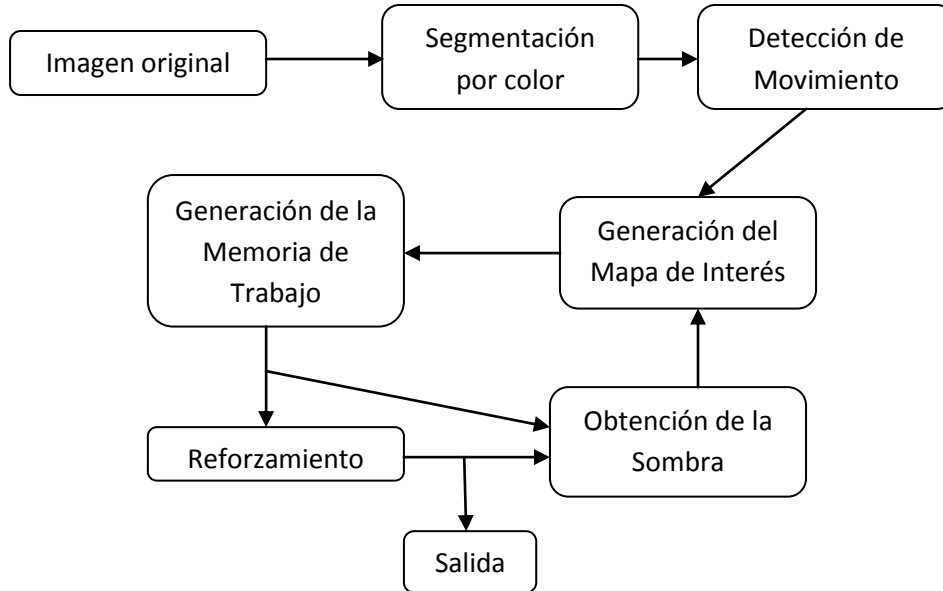 Imagen original
Segmentación
por color
Detección de
Movimiento
Generación de la
Memoria de
Trabajo
Generación del
Mapa de Interés
Reforzamiento
Obtención de la
Sombra
Salida